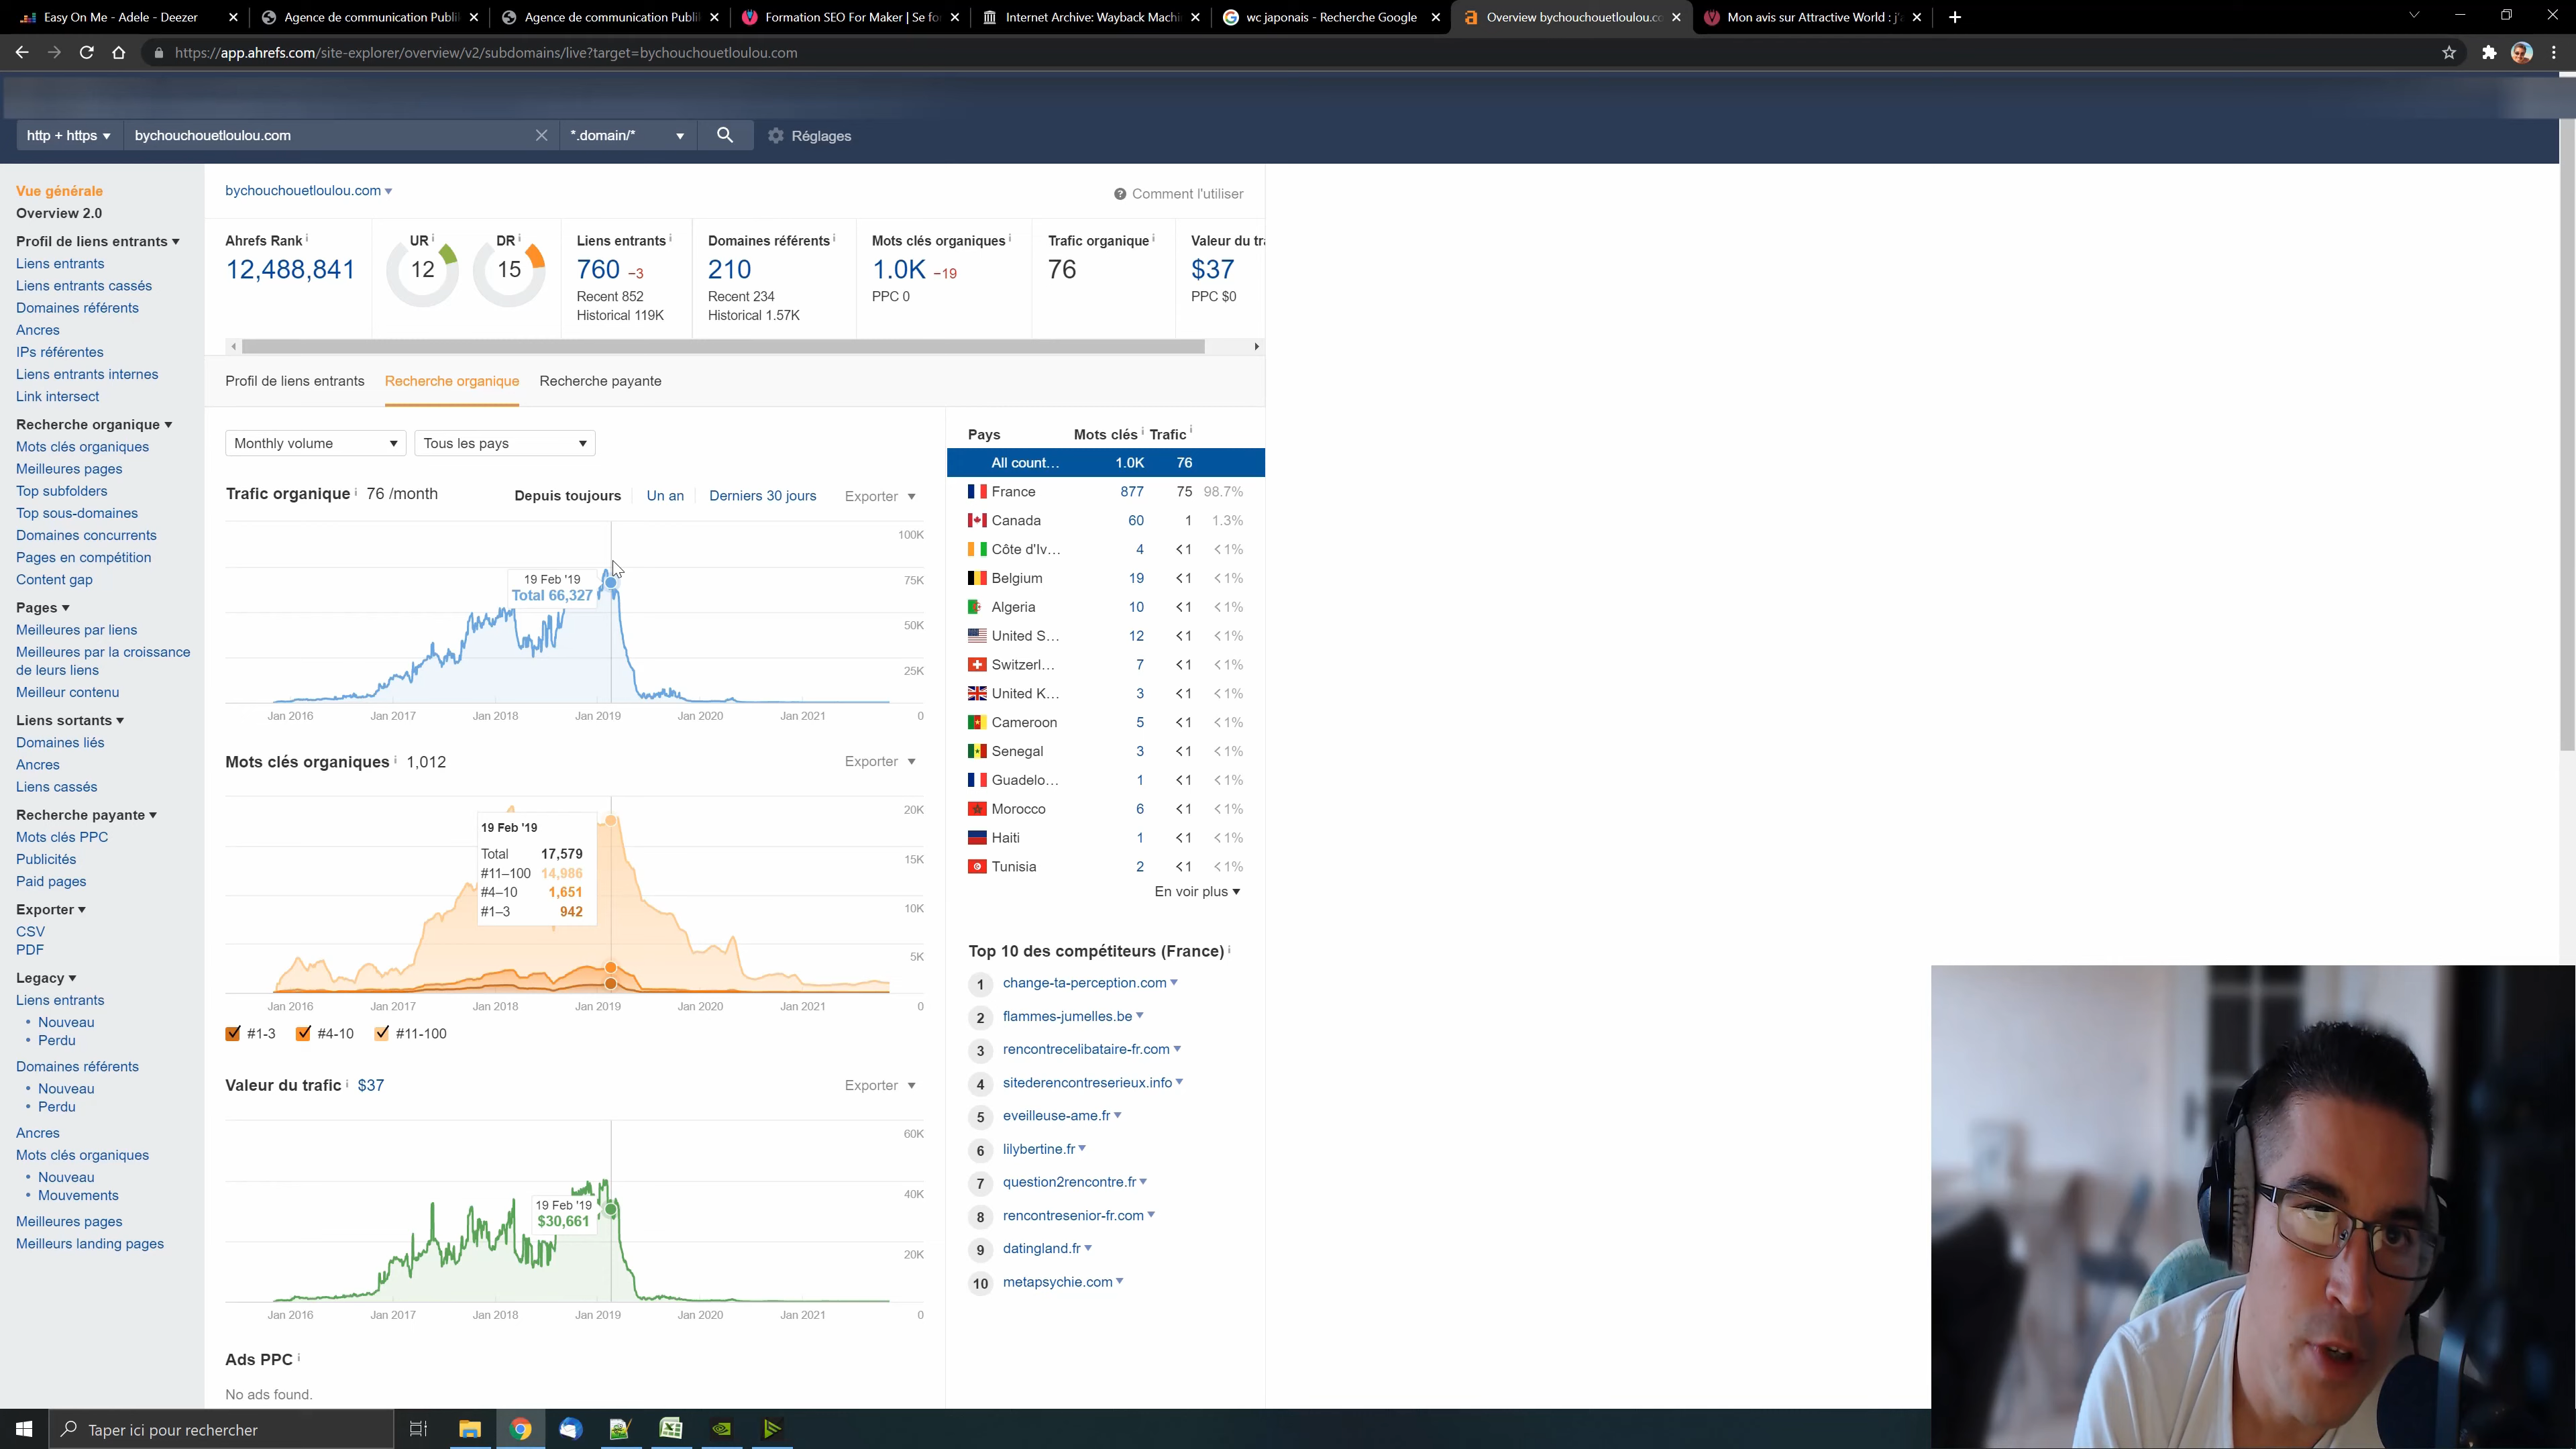 Easy On Me - Adele - Deezer
Agence de communication Publi
Agence de communication Publi
Formation SEO For Maker | Se fo
Internet Archive: Wayback Machi
wc japonais - Recherche Google
Overview bychouchouetloulou.co
Mon avis sur Attractive World : j'
https://app.ahrefs.com/site-explorer/overview/v2/subdomains/live?target=bychouchouetloulou.com
http + https
bychouchouetloulou.com
*.domain/*
Réglages
Vue générale
Overview 2.0
Profil de liens entrants
Liens entrants
Liens entrants cassés
Domaines référents
Ancres
IPs référentes
Liens entrants internes
Link intersect
Recherche organique
Mots clés organiques
Meilleures pages
Top subfolders
Top sous-domaines
Domaines concurrents
Pages en compétition
Content gap
Pages
Meilleures par liens
Meilleures par la croissance
de leurs liens
Meilleur contenu
Liens sortants
Domaines liés
Ancres
Liens cassés
Recherche payante
Mots clés PPC
Publicités
Paid pages
Exporter
CSV
PDF
Legacy
Liens entrants
• Nouveau
• Perdu
Domaines référents
• Nouveau
• Perdu
Ancres
Mots clés organiques
• Nouveau
• Mouvements
Meilleures pages
Meilleurs landing pages
bychouchouetloulou.com
Comment l'utiliser
Ahrefs Rank
12,488,841
UR
12
DR
15
Liens entrants
760 -3
Recent 852
Historical 119K
Domaines référents
210
Recent 234
Historical 1.57K
Mots clés organiques
1.0K -19
PPC 0
Trafic organique
76
Valeur du tra
$37
PPC $0
Profil de liens entrants Recherche organique Recherche payante
Monthly volume
Tous les pays
Trafic organique 76 /month
Depuis toujours Un an Derniers 30 jours Exporter
100K
75K
50K
25K
0
19 Feb '19
Total 66,327
Jan 2016 Jan 2017 Jan 2018 Jan 2019 Jan 2020 Jan 2021
Mots clés organiques 1,012
Exporter
20K
15K
10K
5K
0
19 Feb '19
Total 17,579
#11–100 14,986
#4–10 1,651
#1–3 942
Jan 2016 Jan 2017 Jan 2018 Jan 2019 Jan 2020 Jan 2021
#1-3 #4-10 #11-100
Valeur du trafic $37
Exporter
60K
40K
20K
0
19 Feb '19
$30,661
Jan 2016 Jan 2017 Jan 2018 Jan 2019 Jan 2020 Jan 2021
Ads PPC
No ads found.
Pays Mots clés Trafic
All count... 1.0K 76
France 877 75 98.7%
Canada 60 1 1.3%
Côte d'Iv... 4 <1 <1%
Belgium 19 <1 <1%
Algeria 10 <1 <1%
United S... 12 <1 <1%
Switzerl... 7 <1 <1%
United K... 3 <1 <1%
Cameroon 5 <1 <1%
Senegal 3 <1 <1%
Guadelo... 1 <1 <1%
Morocco 6 <1 <1%
Haiti 1 <1 <1%
Tunisia 2 <1 <1%
En voir plus
Top 10 des compétiteurs (France)
1 change-ta-perception.com
2 flammes-jumelles.be
3 rencontrecelibataire-fr.com
4 sitederencontreserieux.info
5 eveilleuse-ame.fr
6 lilybertine.fr
7 question2rencontre.fr
8 rencontresenior-fr.com
9 datingland.fr
10 metapsychie.com
Taper ici pour rechercher